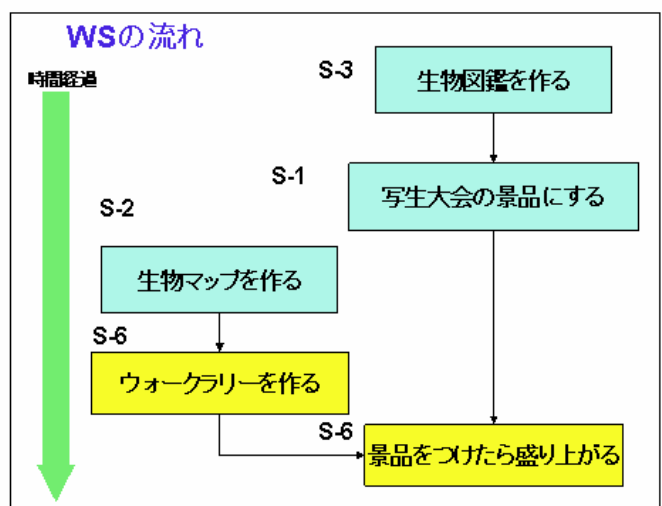 WSの流れ
時間経過
S-3
生物図鑑を作る
S-1
写生大会の景品にする
S-2
生物マップを作る
S-6
ウォークラリーを作る
S-6
景品をつけたら盛り上がる